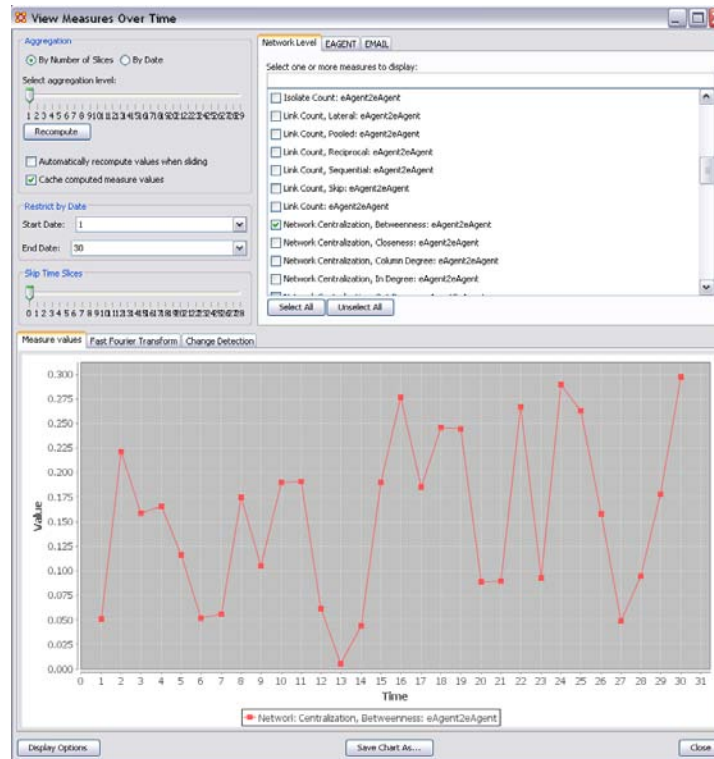 View Measures Over Time
Aggregation
By Number of Slices By Date
Select aggregation level:
Recompute
Automatically recompute values when sliding
Cache computed measure values
Restrict by Date
Start Date: 1
End Date: 30
Skip Time Slices
Network Level EAGENT EMAIL
Select one or more measures to display:
Isolate Count: eAgent2eAgent
Link Count, Lateral: eAgent2eAgent
Link Count, Pooled: eAgent2eAgent
Link Count, Reciprocal: eAgent2eAgent
Link Count, Sequential: eAgent2eAgent
Link Count, Skip: eAgent2eAgent
Link Count: eAgent2eAgent
Network Centralization, Betweenness: eAgent2eAgent
Network Centralization, Closeness: eAgent2eAgent
Network Centralization, Column Degree: eAgent2eAgent
Network Centralization, In Degree: eAgent2eAgent
Select All Unselect All
Measure values Fast Fourier Transform Change Detection
0.300
0.275
0.250
0.225
0.200
0.175
0.150
0.125
0.100
0.075
0.050
0.025
0.000
Value
0 1 2 3 4 5 6 7 8 9 10 11 12 13 14 15 16 17 18 19 20 21 22 23 24 25 26 27 28 29 30 31
Time
Network Centralization, Betweenness: eAgent2eAgent
Display Options Save Chart As... Close